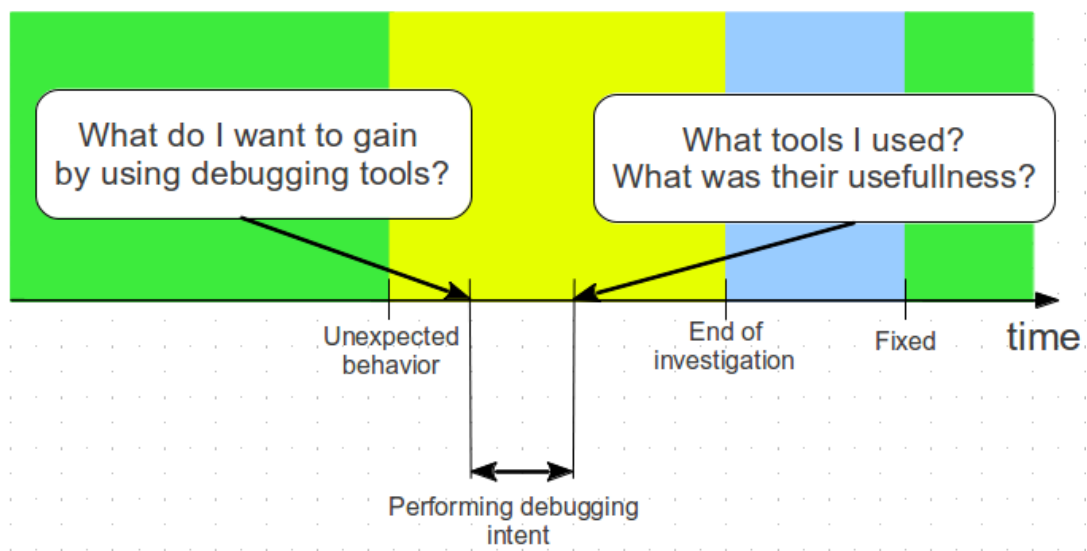 What do I want to gain
by using debugging tools?
What tools I used?
What was their usefullness?
Unexpected
behavior
End of
investigation
Fixed
time
Performing debugging
intent